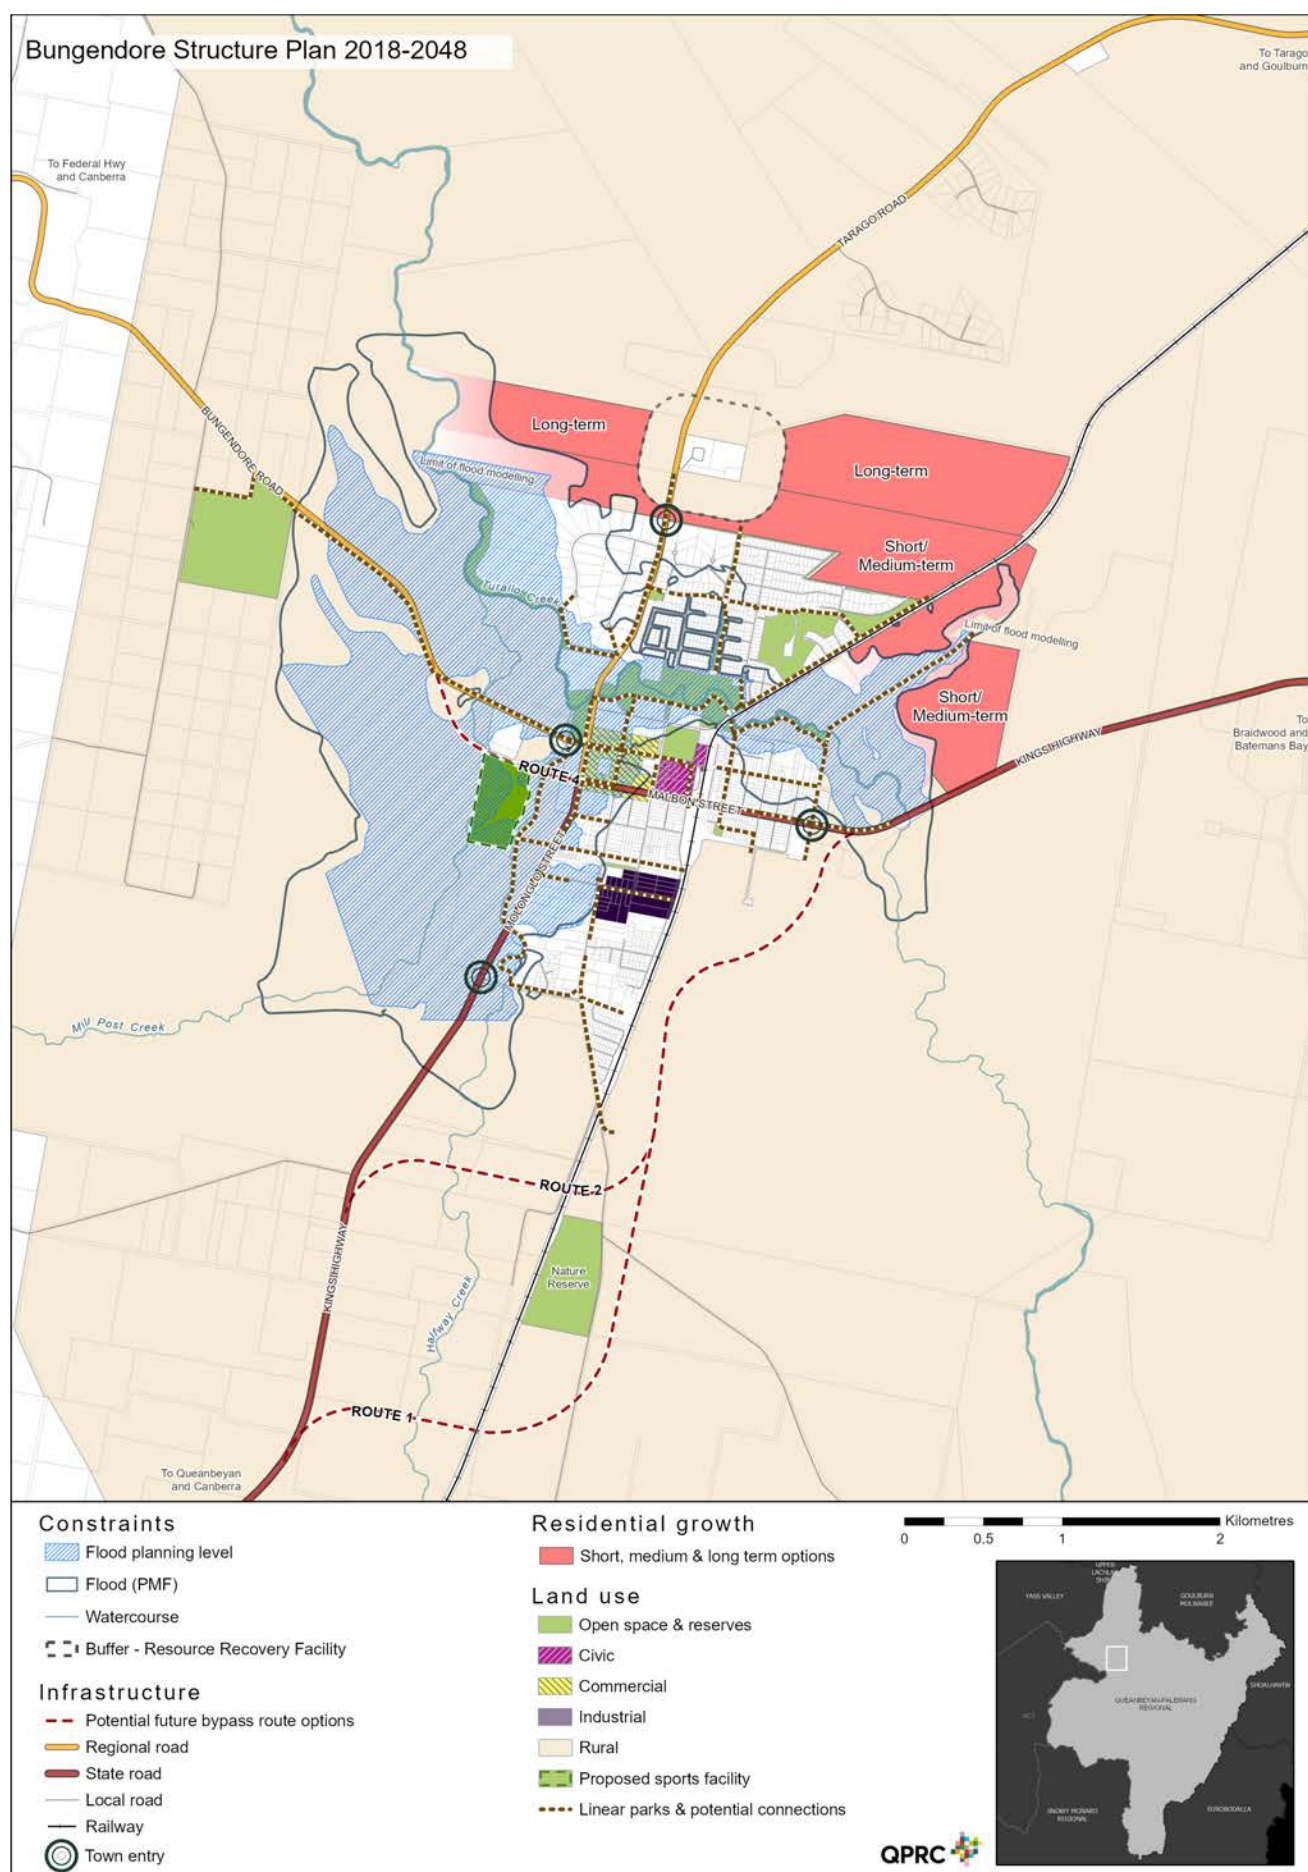 Bungendore Structure Plan 2018-2048
To Tarago
and Goulburn
To Federal Hwy
and Canberra
TARAGO ROAD
BUNGENDORE ROAD
Long-term
Long-term
Limit of flood modelling
Short/
Medium-term
Turallo Creek
Limit of flood modelling
Short/
Medium-term
To
Braidwood and
Batemans Bay
KINGS HIGHWAY
ROUTE 4
MALBON STREET
MOLONGLO STREET
Mill Post Creek
ROUTE 2
KINGS HIGHWAY
Nature
Reserve
Halfway Creek
ROUTE 1
To Queanbeyan
and Canberra
Constraints
Flood planning level
Flood (PMF)
Watercourse
Buffer - Resource Recovery Facility
Infrastructure
Potential future bypass route options
Regional road
State road
Local road
Railway
Town entry
Residential growth
Short, medium & long term options
Land use
Open space & reserves
Civic
Commercial
Industrial
Rural
Proposed sports facility
Linear parks & potential connections
Kilometres
0 0.5 1 2
UPPER
LACHLAN
SHIRE
YASS VALLEY
GOULBURN
MULWAREE
SHOALHAVEN
QUEANBEYAN-PALERANG
REGIONAL
ACT
SNOWY MONARO
REGIONAL
EUROBODALLA
QPRC